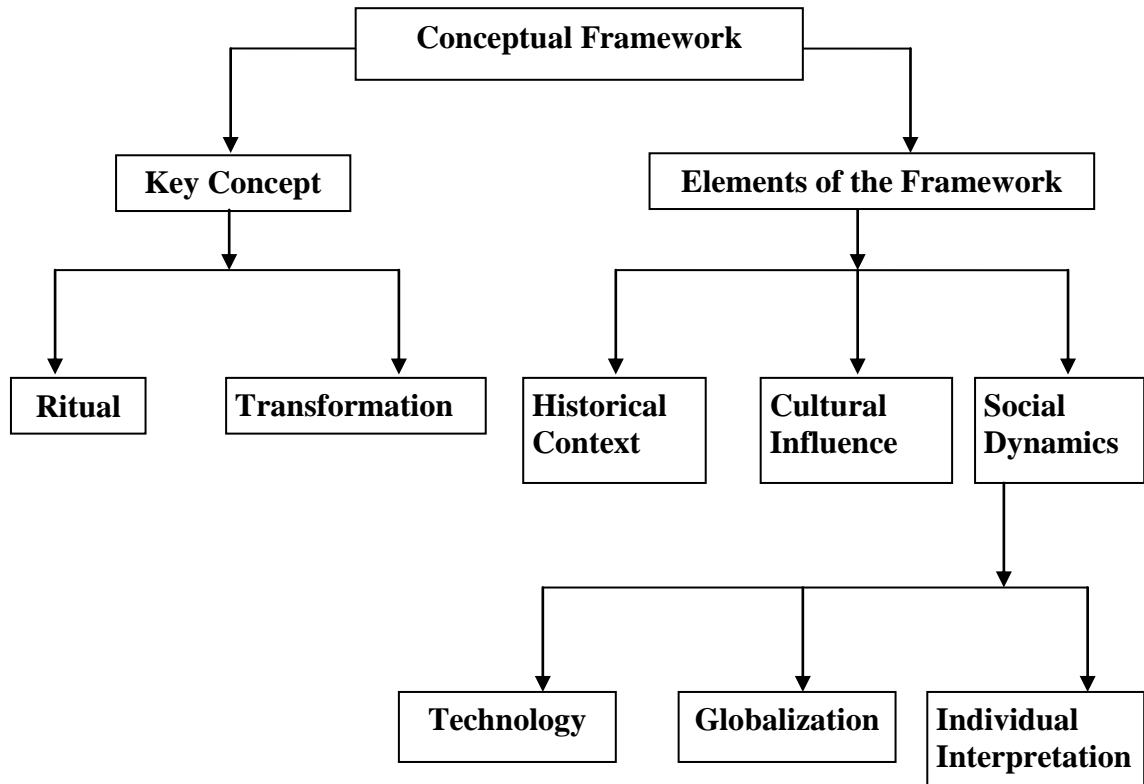 Conceptual Framework
Key Concept
Elements of the Framework
Ritual
Transformation
Historical
Context
Cultural
Influence
Social
Dynamics
Technology
Globalization
Individual
Interpretation